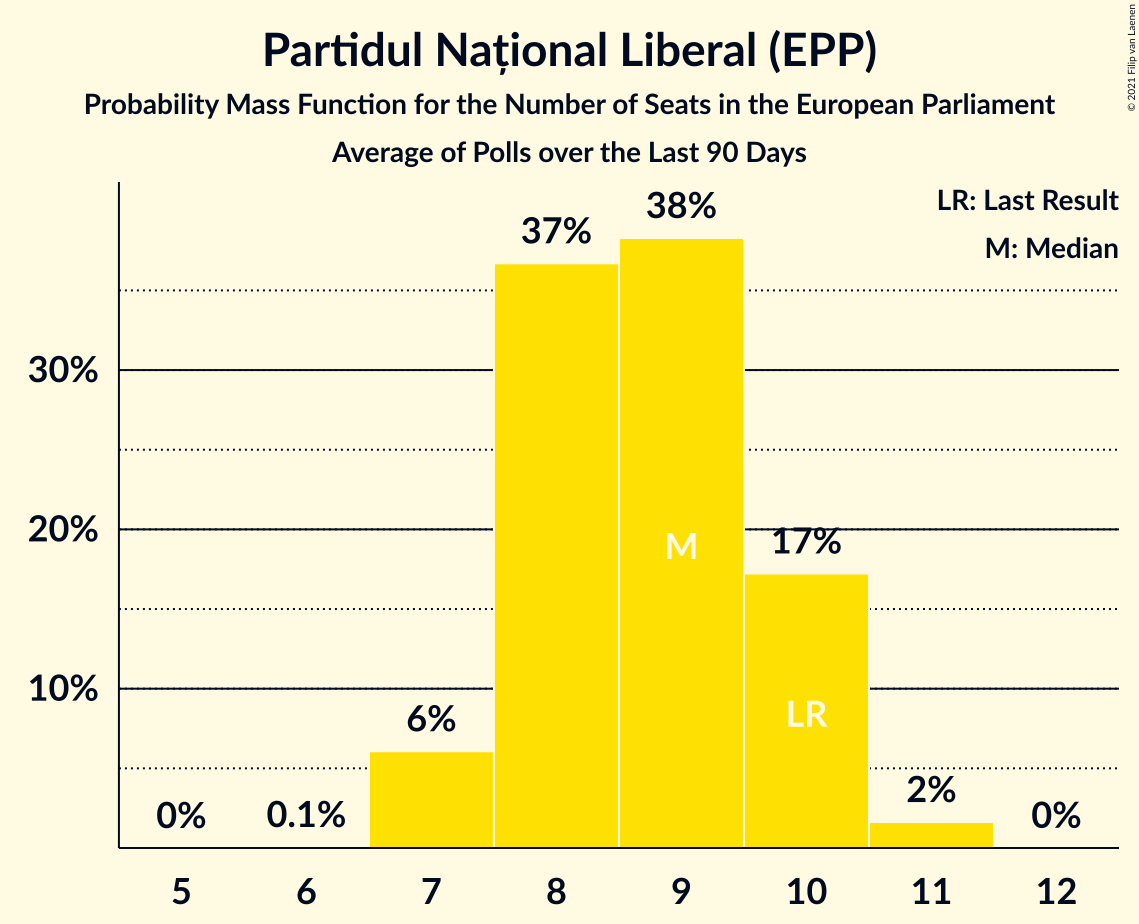 Partidul Național Liberal (EPP)
Probability Mass Function for the Number of Seats in the European Parliament
Average of Polls over the Last 90 Days
© 2021 Filip van Laenen
LR: Last Result
M: Median
38%
37%
30%
M
20%
17%
10%
LR
6%
2%
0%
0.1%
0%
5
6
7
8
9
10
11
12